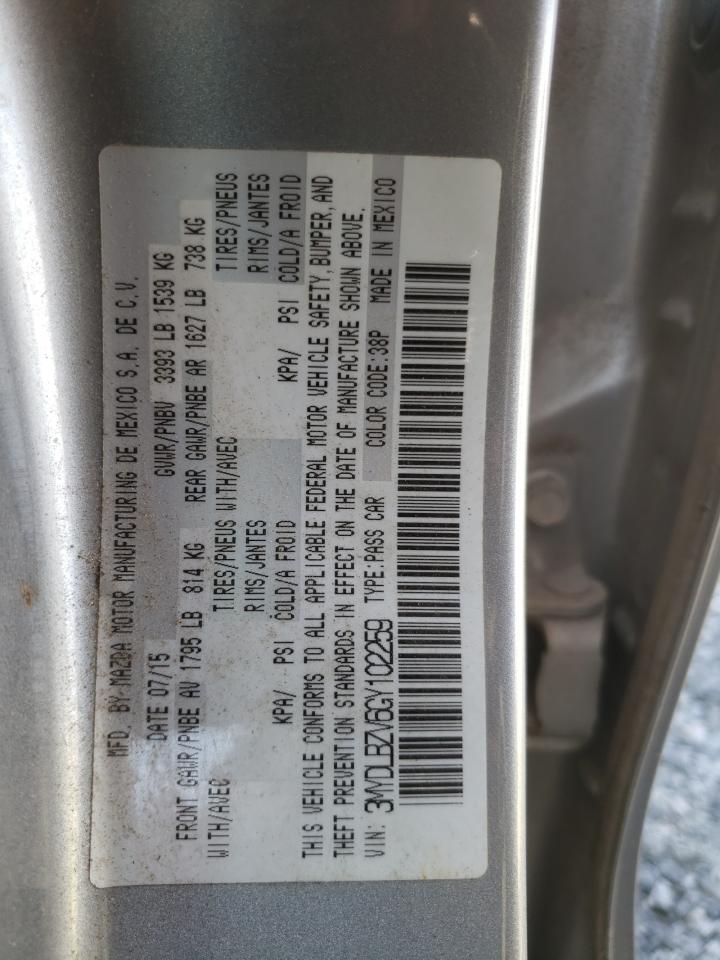 MFD. BY MAZDA MOTOR MANUFACTURING DE MEXICO S.A. DE C.V.
DATE 07/15 GVWR/PNBV 3393 LB 1539 KG
FRONT GAWR/PNBE AV 1795 LB 814 KG REAR GAWR/PNBE AR 1627 LB 738 KG
WITH/AVEC TIRES/PNEUS WITH/AVEC TIRES/PNEUS
RIMS/JANTES RIMS/JANTES
KPA/ PSI COLD/A FROID KPA/ PSI COLD/A FROID
THIS VEHICLE CONFORMS TO ALL APPLICABLE FEDERAL MOTOR VEHICLE SAFETY, BUMPER, AND
THEFT PREVENTION STANDARDS IN EFFECT ON THE DATE OF MANUFACTURE SHOWN ABOVE.
VIN: 3MYDLBZV6GY102259 TYPE:PASS CAR COLOR CODE:38P MADE IN MEXICO